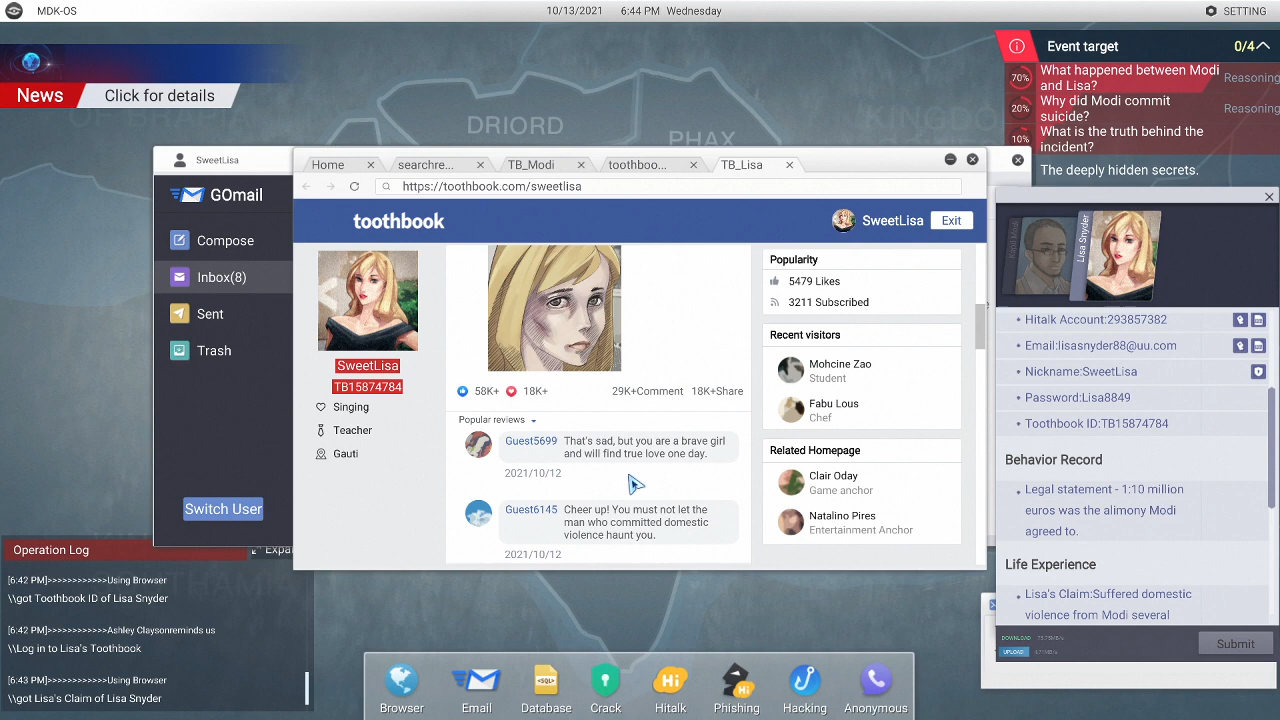 MDK-OS
10/13/2021 6:44 PM Wednesday
SETTING
News
Click for details
DRIORD
PHAX
Event target
0/4
70%
What happened between Modi
and Lisa?
Reasoning
20%
Why did Modi commit
suicide?
Reasoning
10%
What is the truth behind the
incident?
The deeply hidden secrets.
SweetLisa
GOmail
Compose
Inbox(8)
Sent
Trash
Switch User
Home
searchre...
TB_Modi
toothboo...
TB_Lisa
https://toothbook.com/sweetlisa
toothbook
SweetLisa
Exit
SweetLisa
TB15874784
Singing
Teacher
Gauti
58K+
18K+
29K+Comment
18K+Share
Popular reviews
Guest5699
That's sad, but you are a brave girl
and will find true love one day.
2021/10/12
Guest6145
Cheer up! You must not let the
man who committed domestic
violence haunt you.
2021/10/12
Popularity
5479 Likes
3211 Subscribed
Recent visitors
Mohcine Zao
Student
Fabu Lous
Chef
Related Homepage
Clair Oday
Game anchor
Natalino Pires
Entertainment Anchor
Lisa Snyder
Hitalk Account:293857382
Email:lisasnyder88@uu.com
Nickname:SweetLisa
Password:Lisa8849
Toothbook ID:TB15874784
Behavior Record
Legal statement - 1:10 million
euros was the alimony Modi
agreed to.
Life Experience
Lisa's Claim:Suffered domestic
violence from Modi several
DOWNLOAD
UPLOAD
Submit
Operation Log
Expan
[6:42 PM]>>>>>>>>>>>>Using Browser
\\got Toothbook ID of Lisa Snyder
[6:42 PM]>>>>>>>>>>>>Ashley Claysonreminds us
\\Log in to Lisa's Toothbook
[6:43 PM]>>>>>>>>>>>>Using Browser
\\got Lisa's Claim of Lisa Snyder
Browser
Email
Database
Crack
Hitalk
Phishing
Hacking
Anonymous